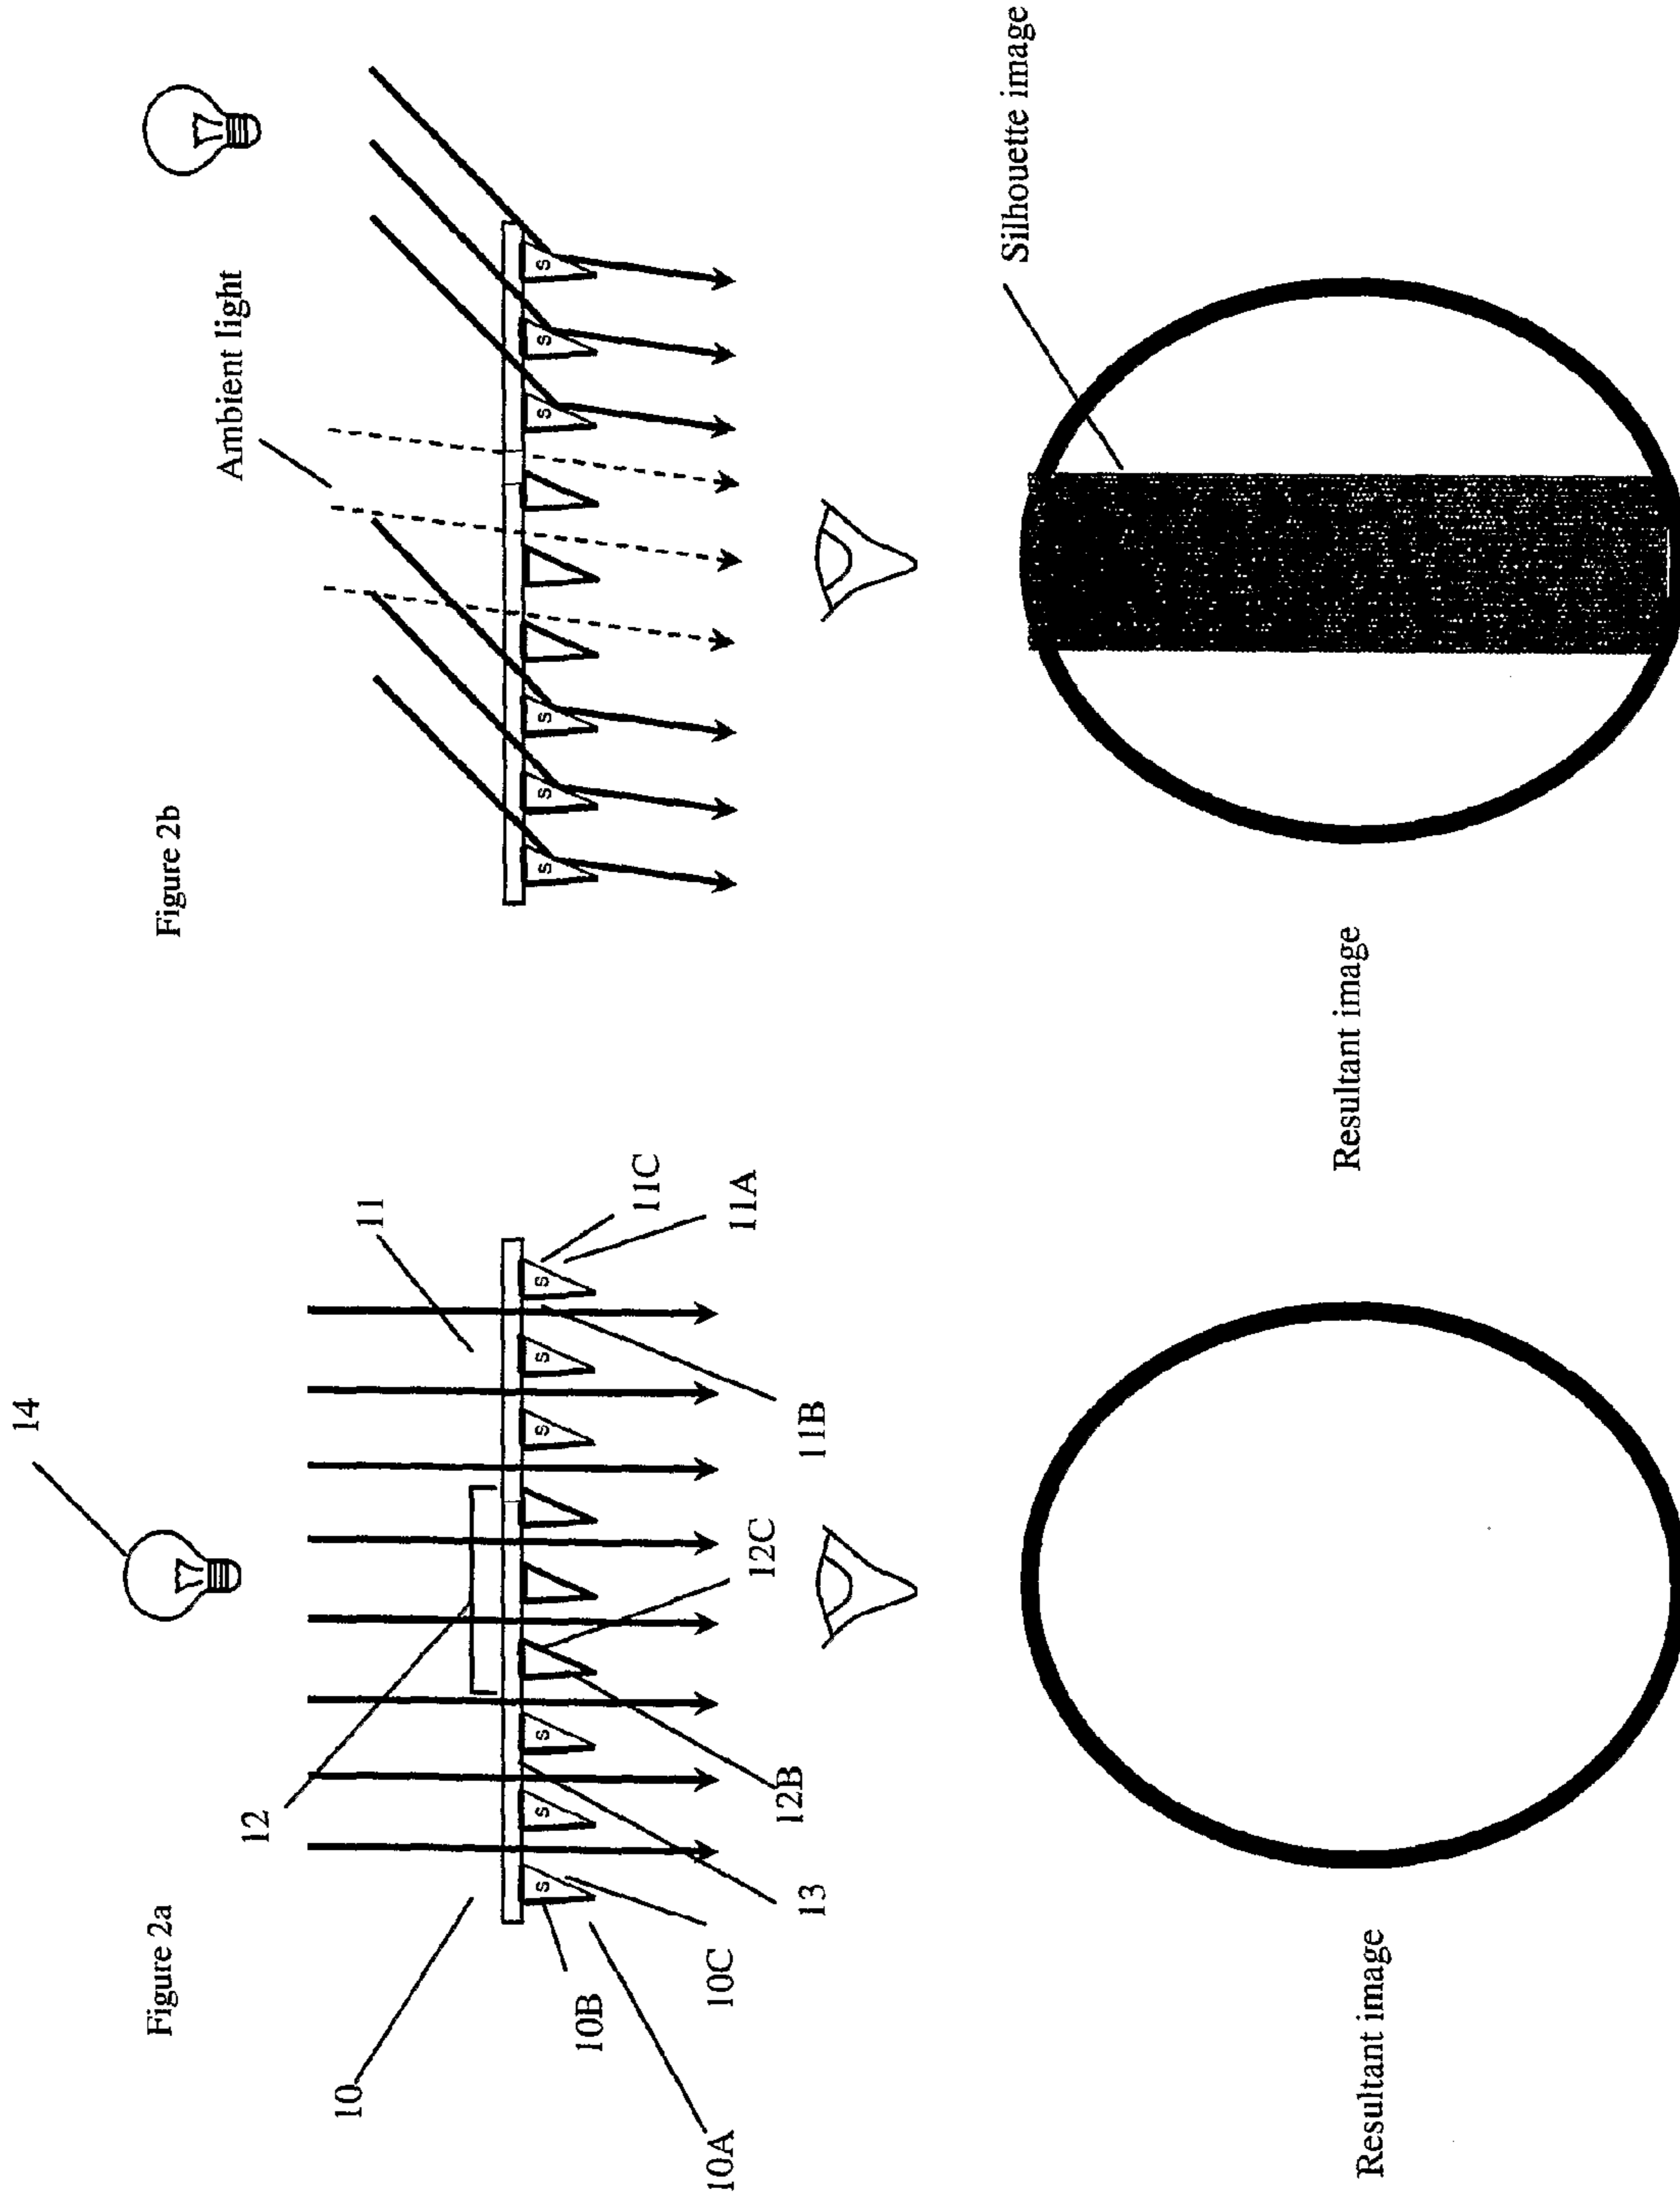 Figure 2a
14
12
10
11
S
S
S
S
S
S
11C
11A
10B
10C
10A
13
12B
12C
11B
Resultant image
Figure 2b
Ambient light
S
S
S
S
S
S
Silhouette image
Resultant image